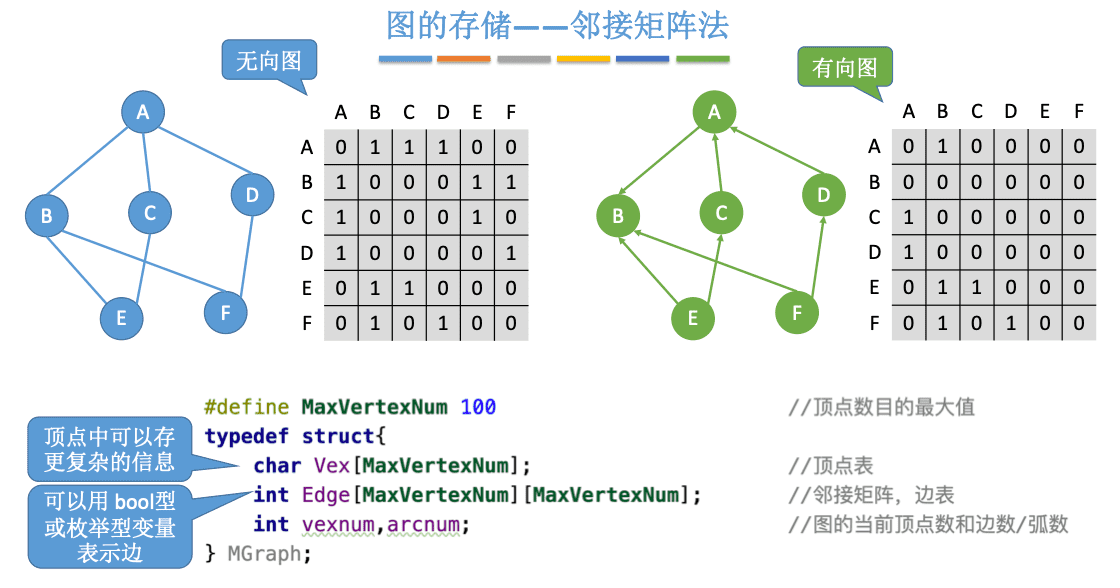 图的存储——邻接矩阵法
无向图
A
B
C
D
E
F
A B C D E F
A 0 1 1 1 0 0
B 1 0 0 0 1 1
C 1 0 0 0 1 0
D 1 0 0 0 0 1
E 0 1 1 0 0 0
F 0 1 0 1 0 0
有向图
A
B
C
D
E
F
A B C D E F
A 0 1 0 0 0 0
B 0 0 0 0 0 0
C 1 0 0 0 0 0
D 1 0 0 0 0 0
E 0 1 1 0 0 0
F 0 1 0 1 0 0
#define MaxVertexNum 100 //顶点数目的最大值
typedef struct{
char Vex[MaxVertexNum]; //顶点表
int Edge[MaxVertexNum][MaxVertexNum]; //邻接矩阵，边表
int vexnum,arcnum; //图的当前顶点数和边数/弧数
} MGraph;
顶点中可以存
更复杂的信息
可以用 bool型
或枚举型变量
表示边